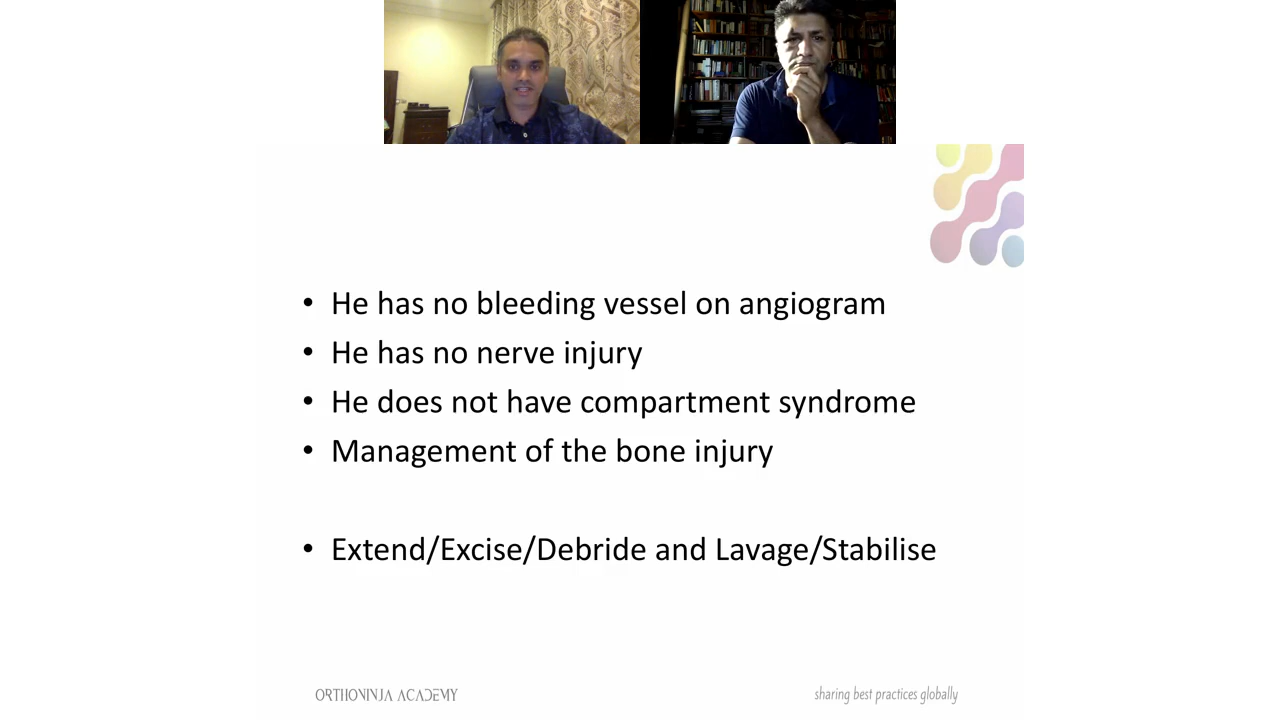 • He has no bleeding vessel on angiogram
• He has no nerve injury
• He does not have compartment syndrome
• Management of the bone injury
• Extend/Excise/Debride and Lavage/Stabilise
ORTHONINJA ACADEMY
sharing best practices globally